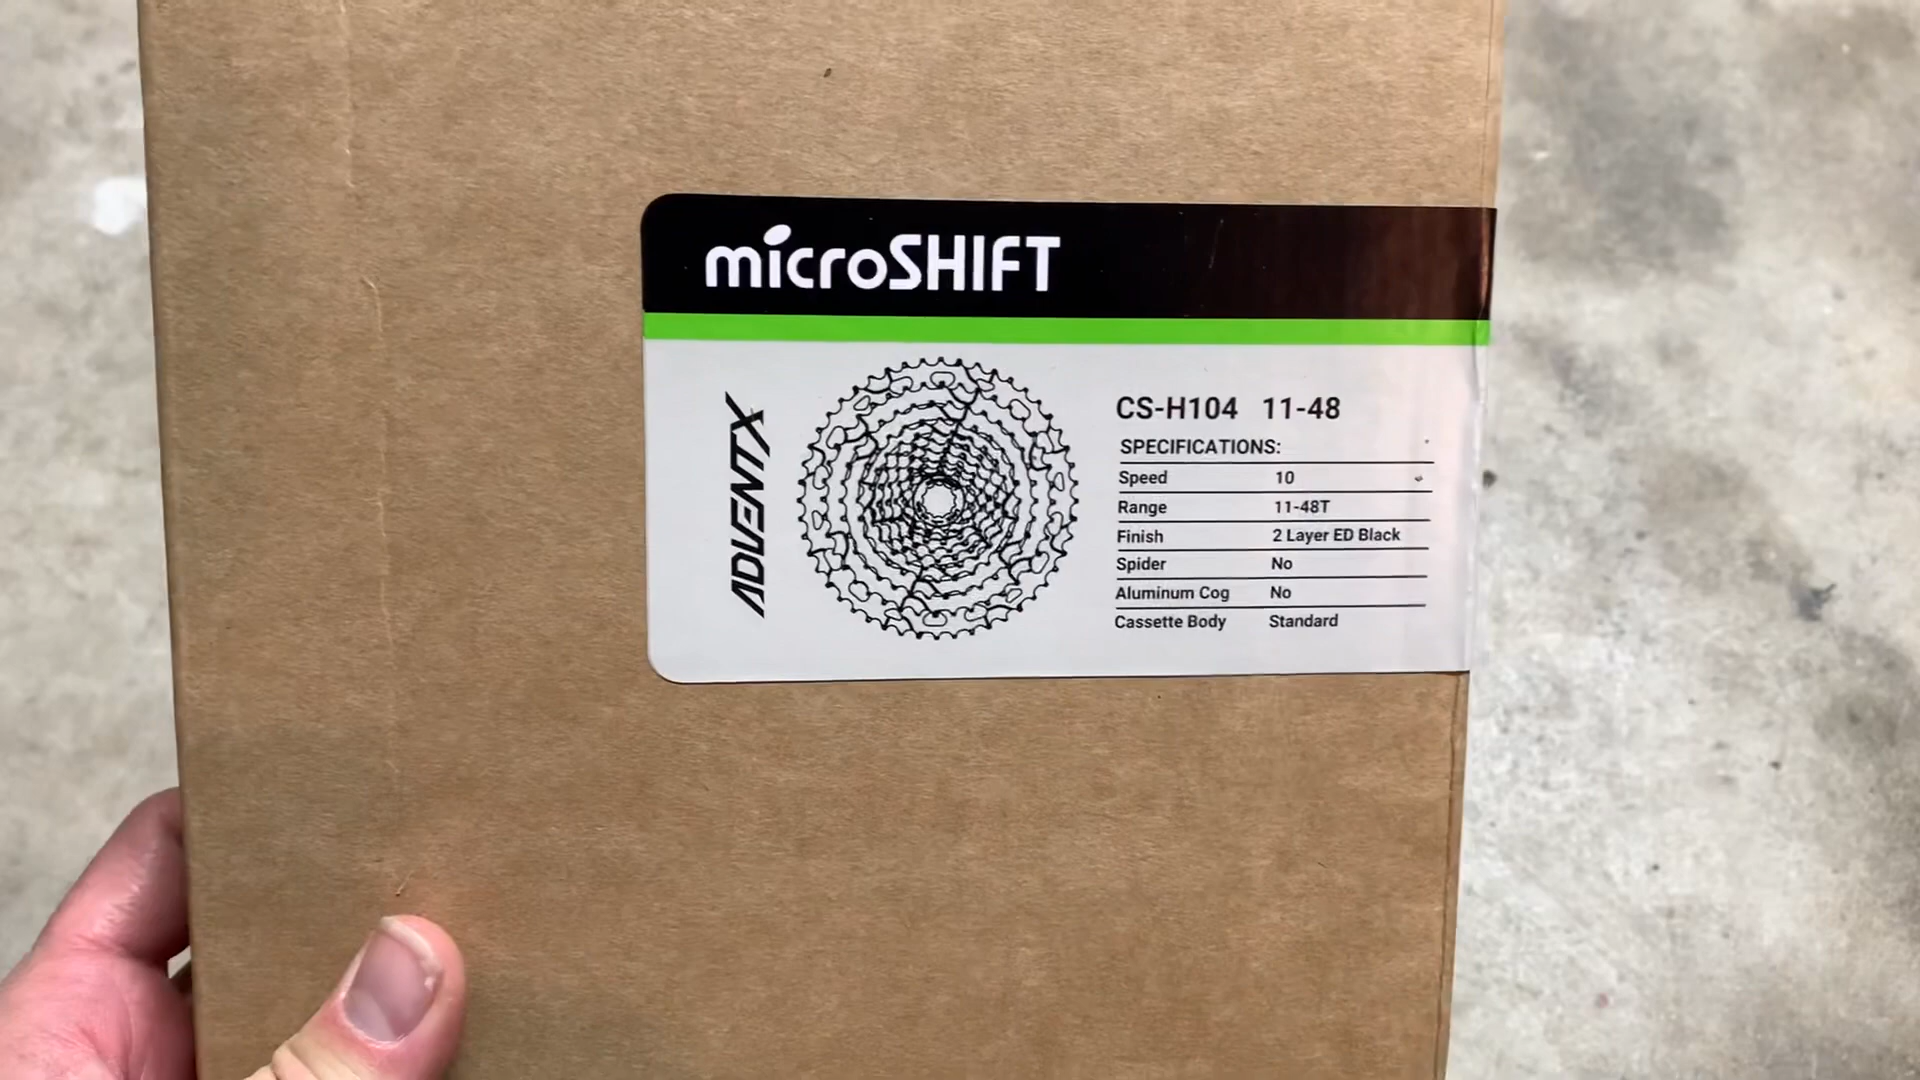 microSHIFT
ADVENTX
CS-H104 11-48
SPECIFICATIONS:
Speed 10
Range 11-48T
Finish 2 Layer ED Black
Spider No
Aluminum Cog No
Cassette Body Standard